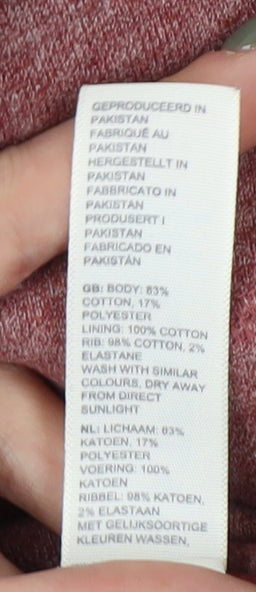 GEPRODUCEERD IN
PAKISTAN
FABRIQUÉ AU
PAKISTAN
HERGESTELLT IN
PAKISTAN
FABBRICATO IN
PAKISTAN
PRODUSERT I
PAKISTAN
FABRICADO EN
PAKISTÁN
GB: BODY: 83%
COTTON, 17%
POLYESTER
LINING: 100% COTTON
RIB: 98% COTTON, 2%
ELASTANE
WASH WITH SIMILAR
COLOURS, DRY AWAY
FROM DIRECT
SUNLIGHT
NL: LICHAAM: 83%
KATOEN, 17%
POLYESTER
VOERING: 100%
KATOEN
RIBBEL: 98% KATOEN,
2% ELASTAAN
MET GELIJKSOORTIGE
KLEUREN WASSEN,